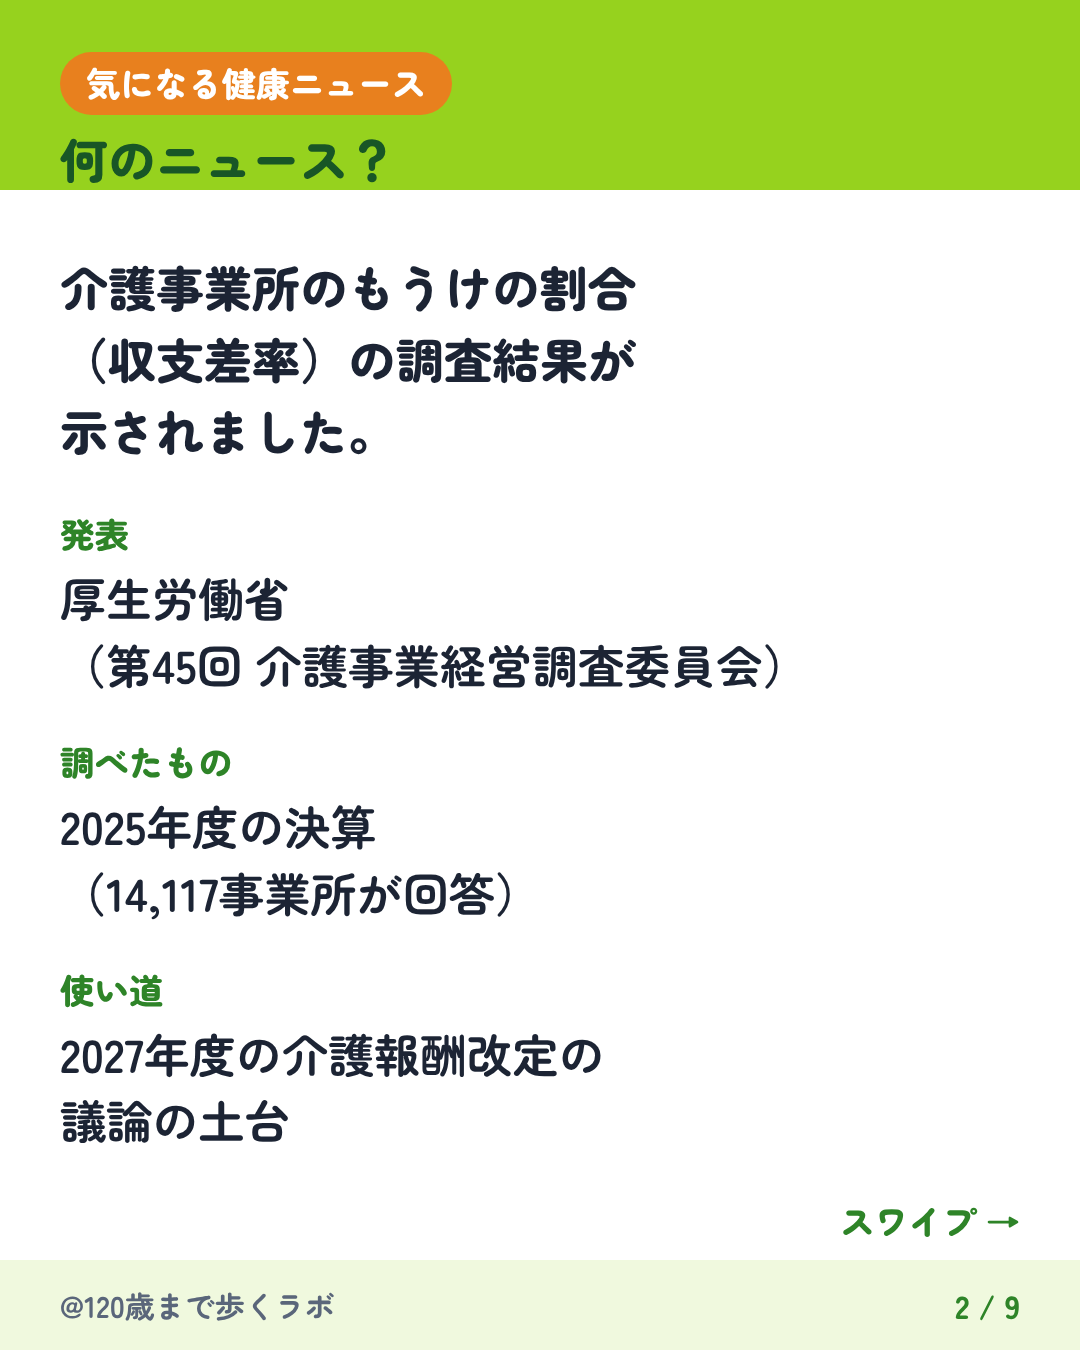 気になる健康ニュース
何のニュース？
介護事業所のもうけの割合
（収支差率）の調査結果が
示されました。
発表
厚生労働省
（第45回 介護事業経営調査委員会）
調べたもの
2025年度の決算
（14,117事業所が回答）
使い道
2027年度の介護報酬改定の
議論の土台
スワイプ →
@120歳まで歩くラボ
2 / 9